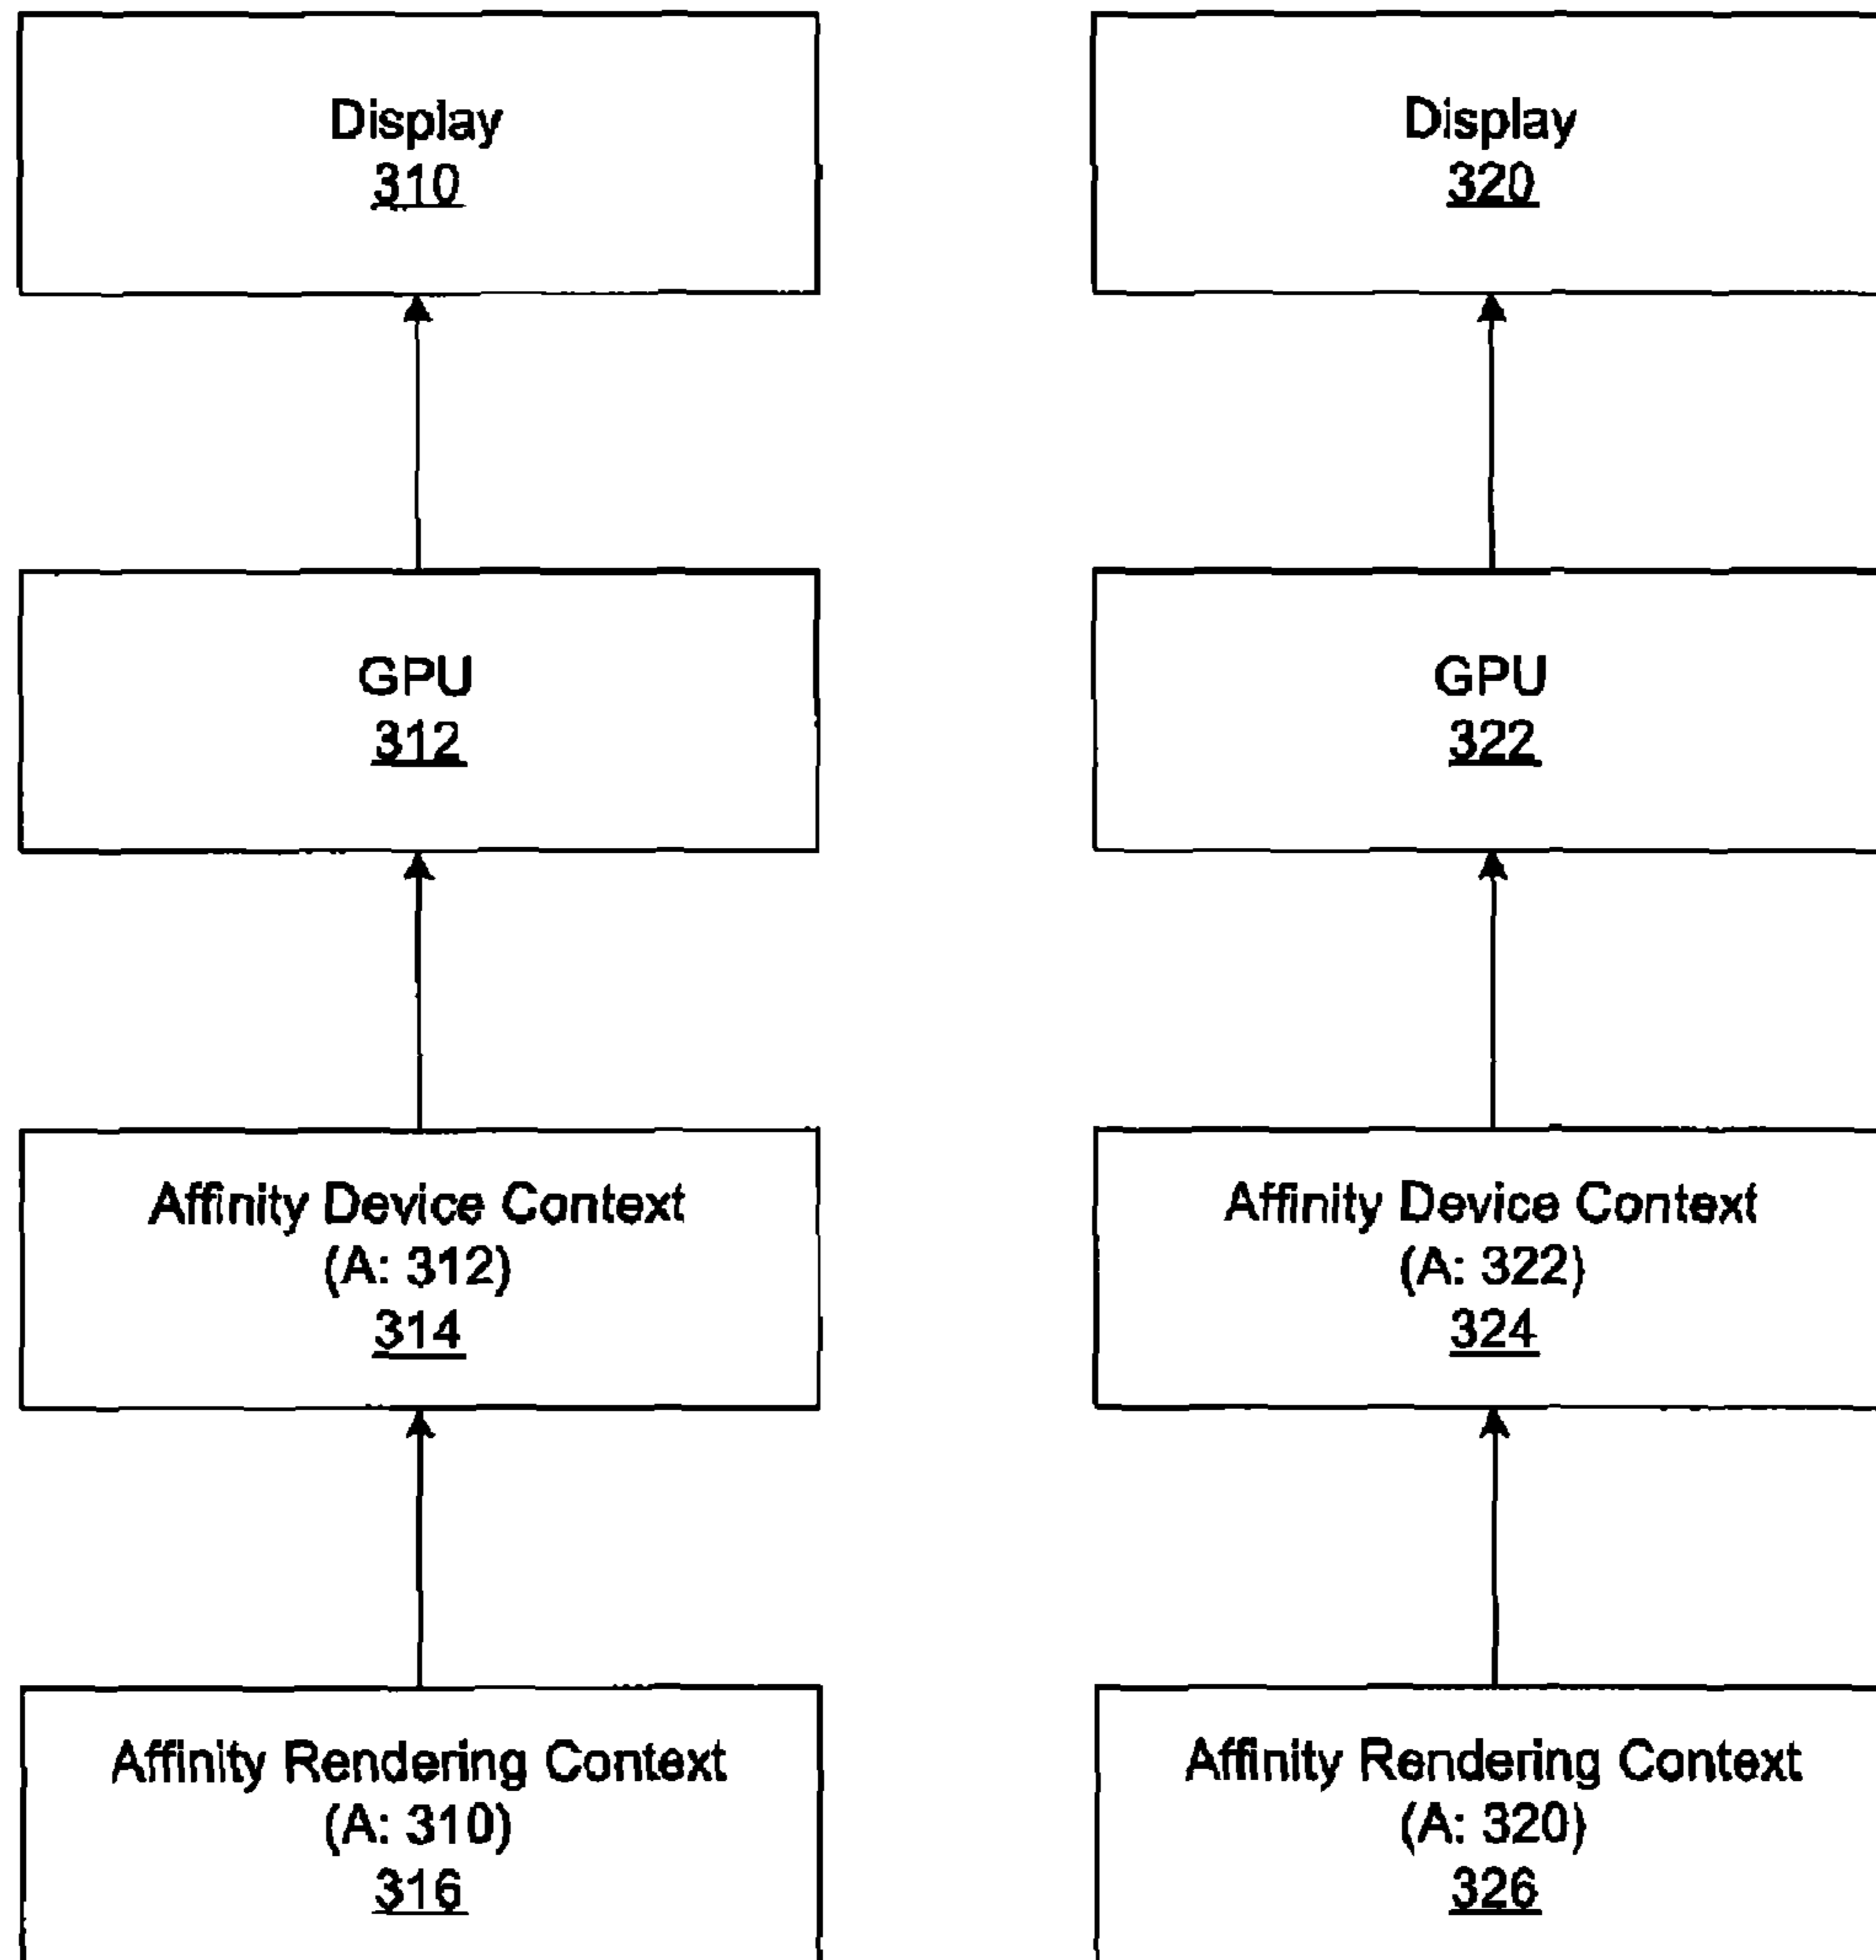 Display
310
Display
320
GPU
312
GPU
322
Affinity Device Context
(A: 312)
314
Affinity Device Context
(A: 322)
324
Affinity Rendering Context
(A: 310)
316
Affinity Rendering Context
(A: 320)
326